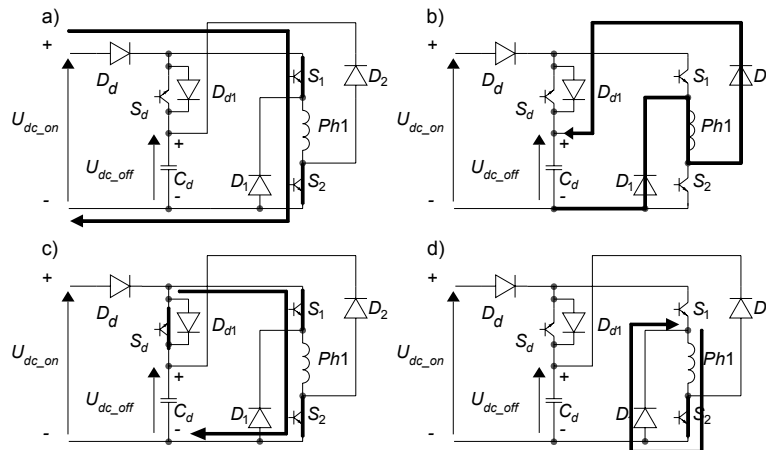 a)
+
D_d
S_d
D_d1
S_1
D_2
U_dc_on
Ph1
+
U_dc_off
C_d
-
D_1
S_2
-
b)
+
D_d
S_d
D_d1
S_1
D
U_dc_on
Ph1
+
U_dc_off
C_d
-
D_1
S_2
-
c)
+
D_d
S_d
D_d1
S_1
D_2
U_dc_on
Ph1
+
U_dc_off
C_d
-
D_1
S_2
-
d)
+
D_d
S_d
D_d1
S_1
D
U_dc_on
Ph1
+
U_dc_off
C_d
-
D
S_2
-